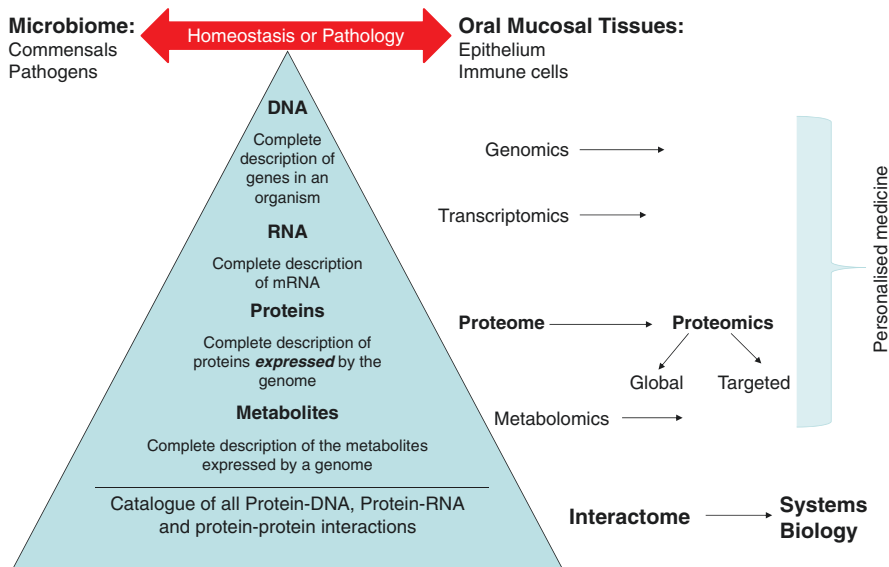 Microbiome:
Commensals
Pathogens
Homeostasis or Pathology
Oral Mucosal Tissues:
Epithelium
Immune cells
DNA
Complete
description of
genes in an
organism
RNA
Complete description
of mRNA
Proteins
Complete description of
proteins expressed by the
genome
Metabolites
Complete description of the metabolites
expressed by a genome
Catalogue of all Protein-DNA, Protein-RNA
and protein-protein interactions
Genomics
Transcriptomics
Proteome
Proteomics
Global
Targeted
Metabolomics
Interactome
Systems
Biology
Personalised medicine